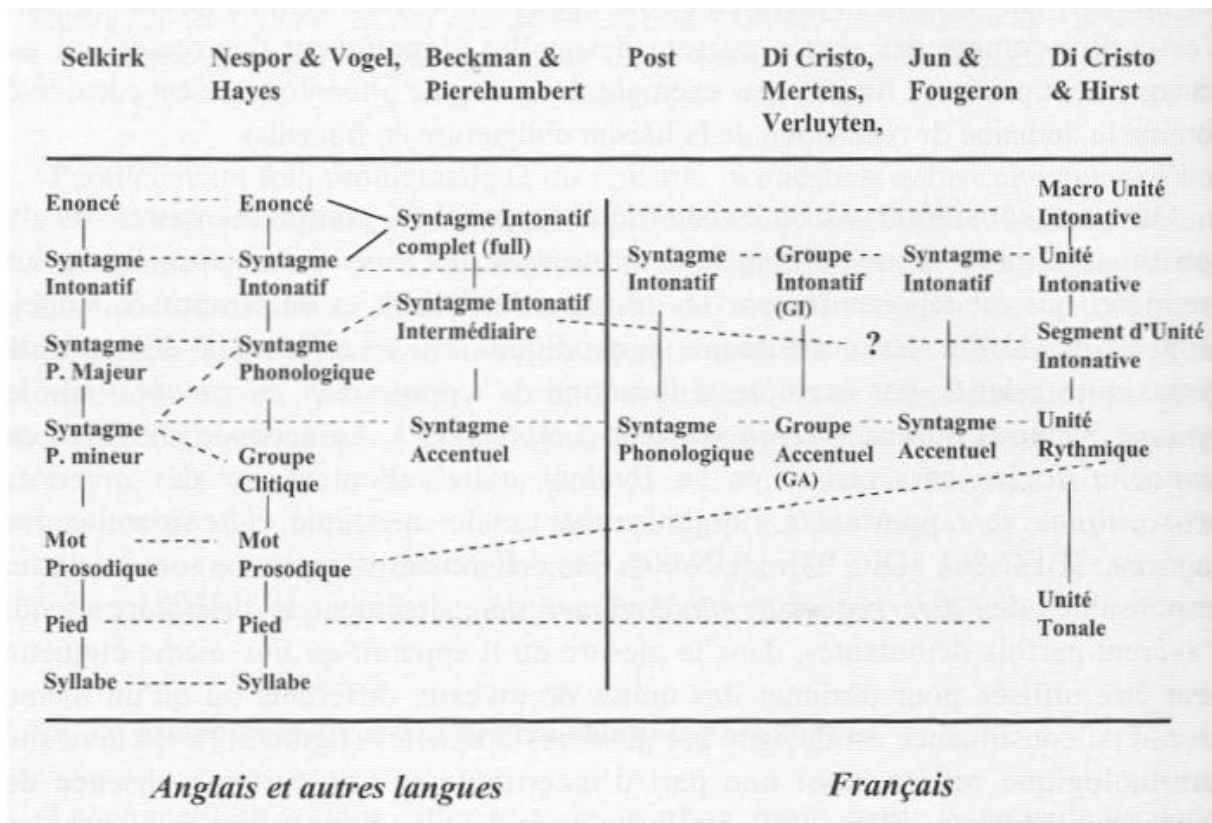 Selkirk
Nespor & Vogel,
Hayes
Beckman &
Pierehumbert
Post
Di Cristo,
Mertens,
Verluyten,
Jun &
Fougeron
Di Cristo
& Hirst
Enoncé
Syntagme
Intonatif
Syntagme
P. Majeur
Syntagme
P. mineur
Mot
Prosodique
Pied
Syllabe
Enoncé
Syntagme
Intonatif
Syntagme
Phonologique
Groupe
Clitique
Mot
Prosodique
Pied
Syllabe
Syntagme Intonatif
complet (full)
Syntagme Intonatif
Intermédiaire
Syntagme
Accentuel
Syntagme
Intonatif
Syntagme
Phonologique
Groupe
Intonatif
(GI)
?
Groupe
Accentuel
(GA)
Syntagme
Intonatif
Syntagme
Accentuel
Macro Unité
Intonative
Unité
Intonative
Segment d'Unité
Intonative
Unité
Rythmique
Unité
Tonale
Anglais et autres langues
Français